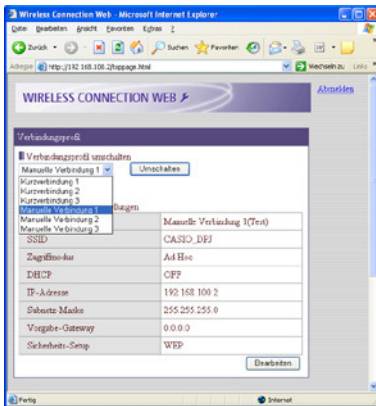 Wireless Connection Web - Microsoft Internet Explorer
Datei Bearbeiten Ansicht Favoriten Extras ?
Zurück Suchen Favoriten
Adresse http://192.168.100.2/toppage.html Wechseln zu Links
WIRELESS CONNECTION WEB
Abmelden
Verbindungsprofil
Verbindungsprofil umschalten
Manuelle Verbindung 1 Umschalten
Kurzverbindung 1
Kurzverbindung 2
Kurzverbindung 3
Manuelle Verbindung 1
Manuelle Verbindung 2
Manuelle Verbindung 3
Manuelle Verbindung 1(Test)
SSID CASIO_DPJ
Zugriffmodus Ad Hoc
DHCP OFF
IP-Adresse 192.168.100.2
Subnetz-Maske 255.255.255.0
Vorgabe-Gateway 0.0.0.0
Sicherheits-Setup WEP
Bearbeiten
Fertig Internet